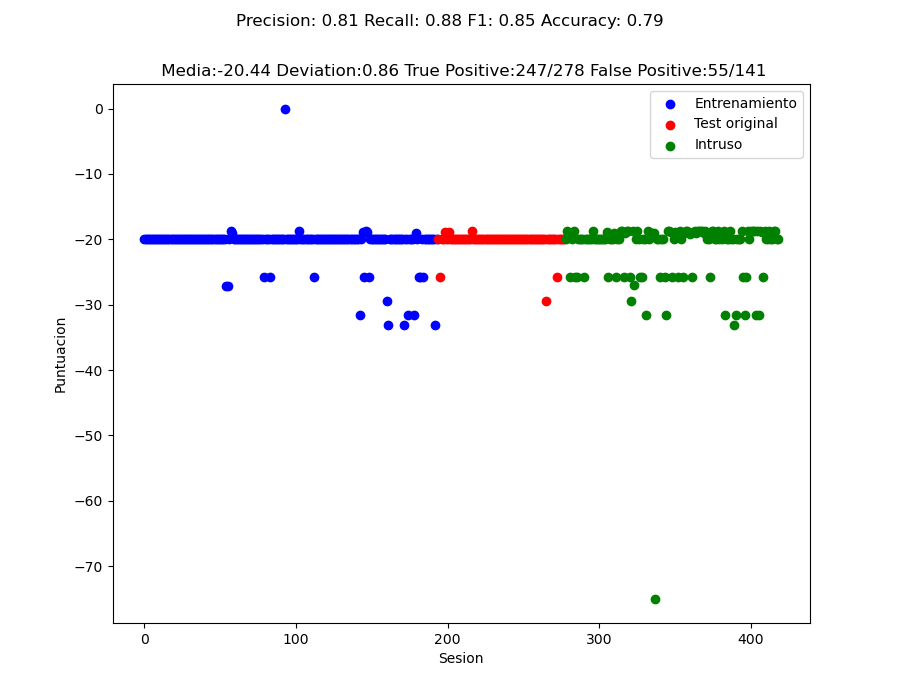 Precision: 0.81 Recall: 0.88 F1: 0.85 Accuracy: 0.79
Media:-20.44 Deviation:0.86 True Positive:247/278 False Positive:55/141
Entrenamiento
Test original
Intruso
0
−10
−20
−30
−40
−50
−60
−70
Puntuacion
0
100
200
300
400
Sesion